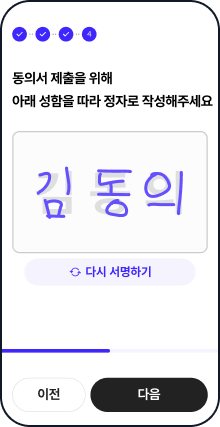 4
동의서 제출을 위해
아래 성함을 따라 정자로 작성해주세요
김 동 의
다시 서명하기
이전
다음